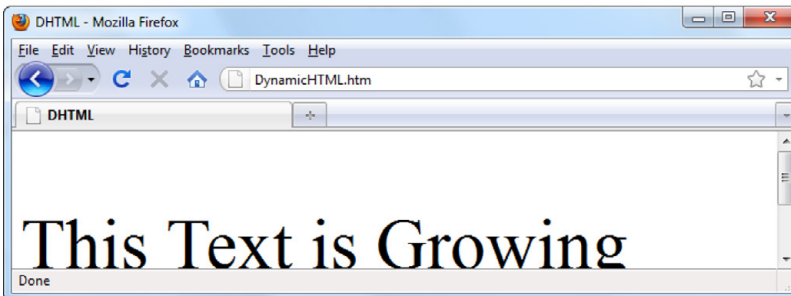 DHTML - Mozilla Firefox
File Edit View History Bookmarks Tools Help
DynamicHTML.htm
DHTML
This Text is Growing
Done